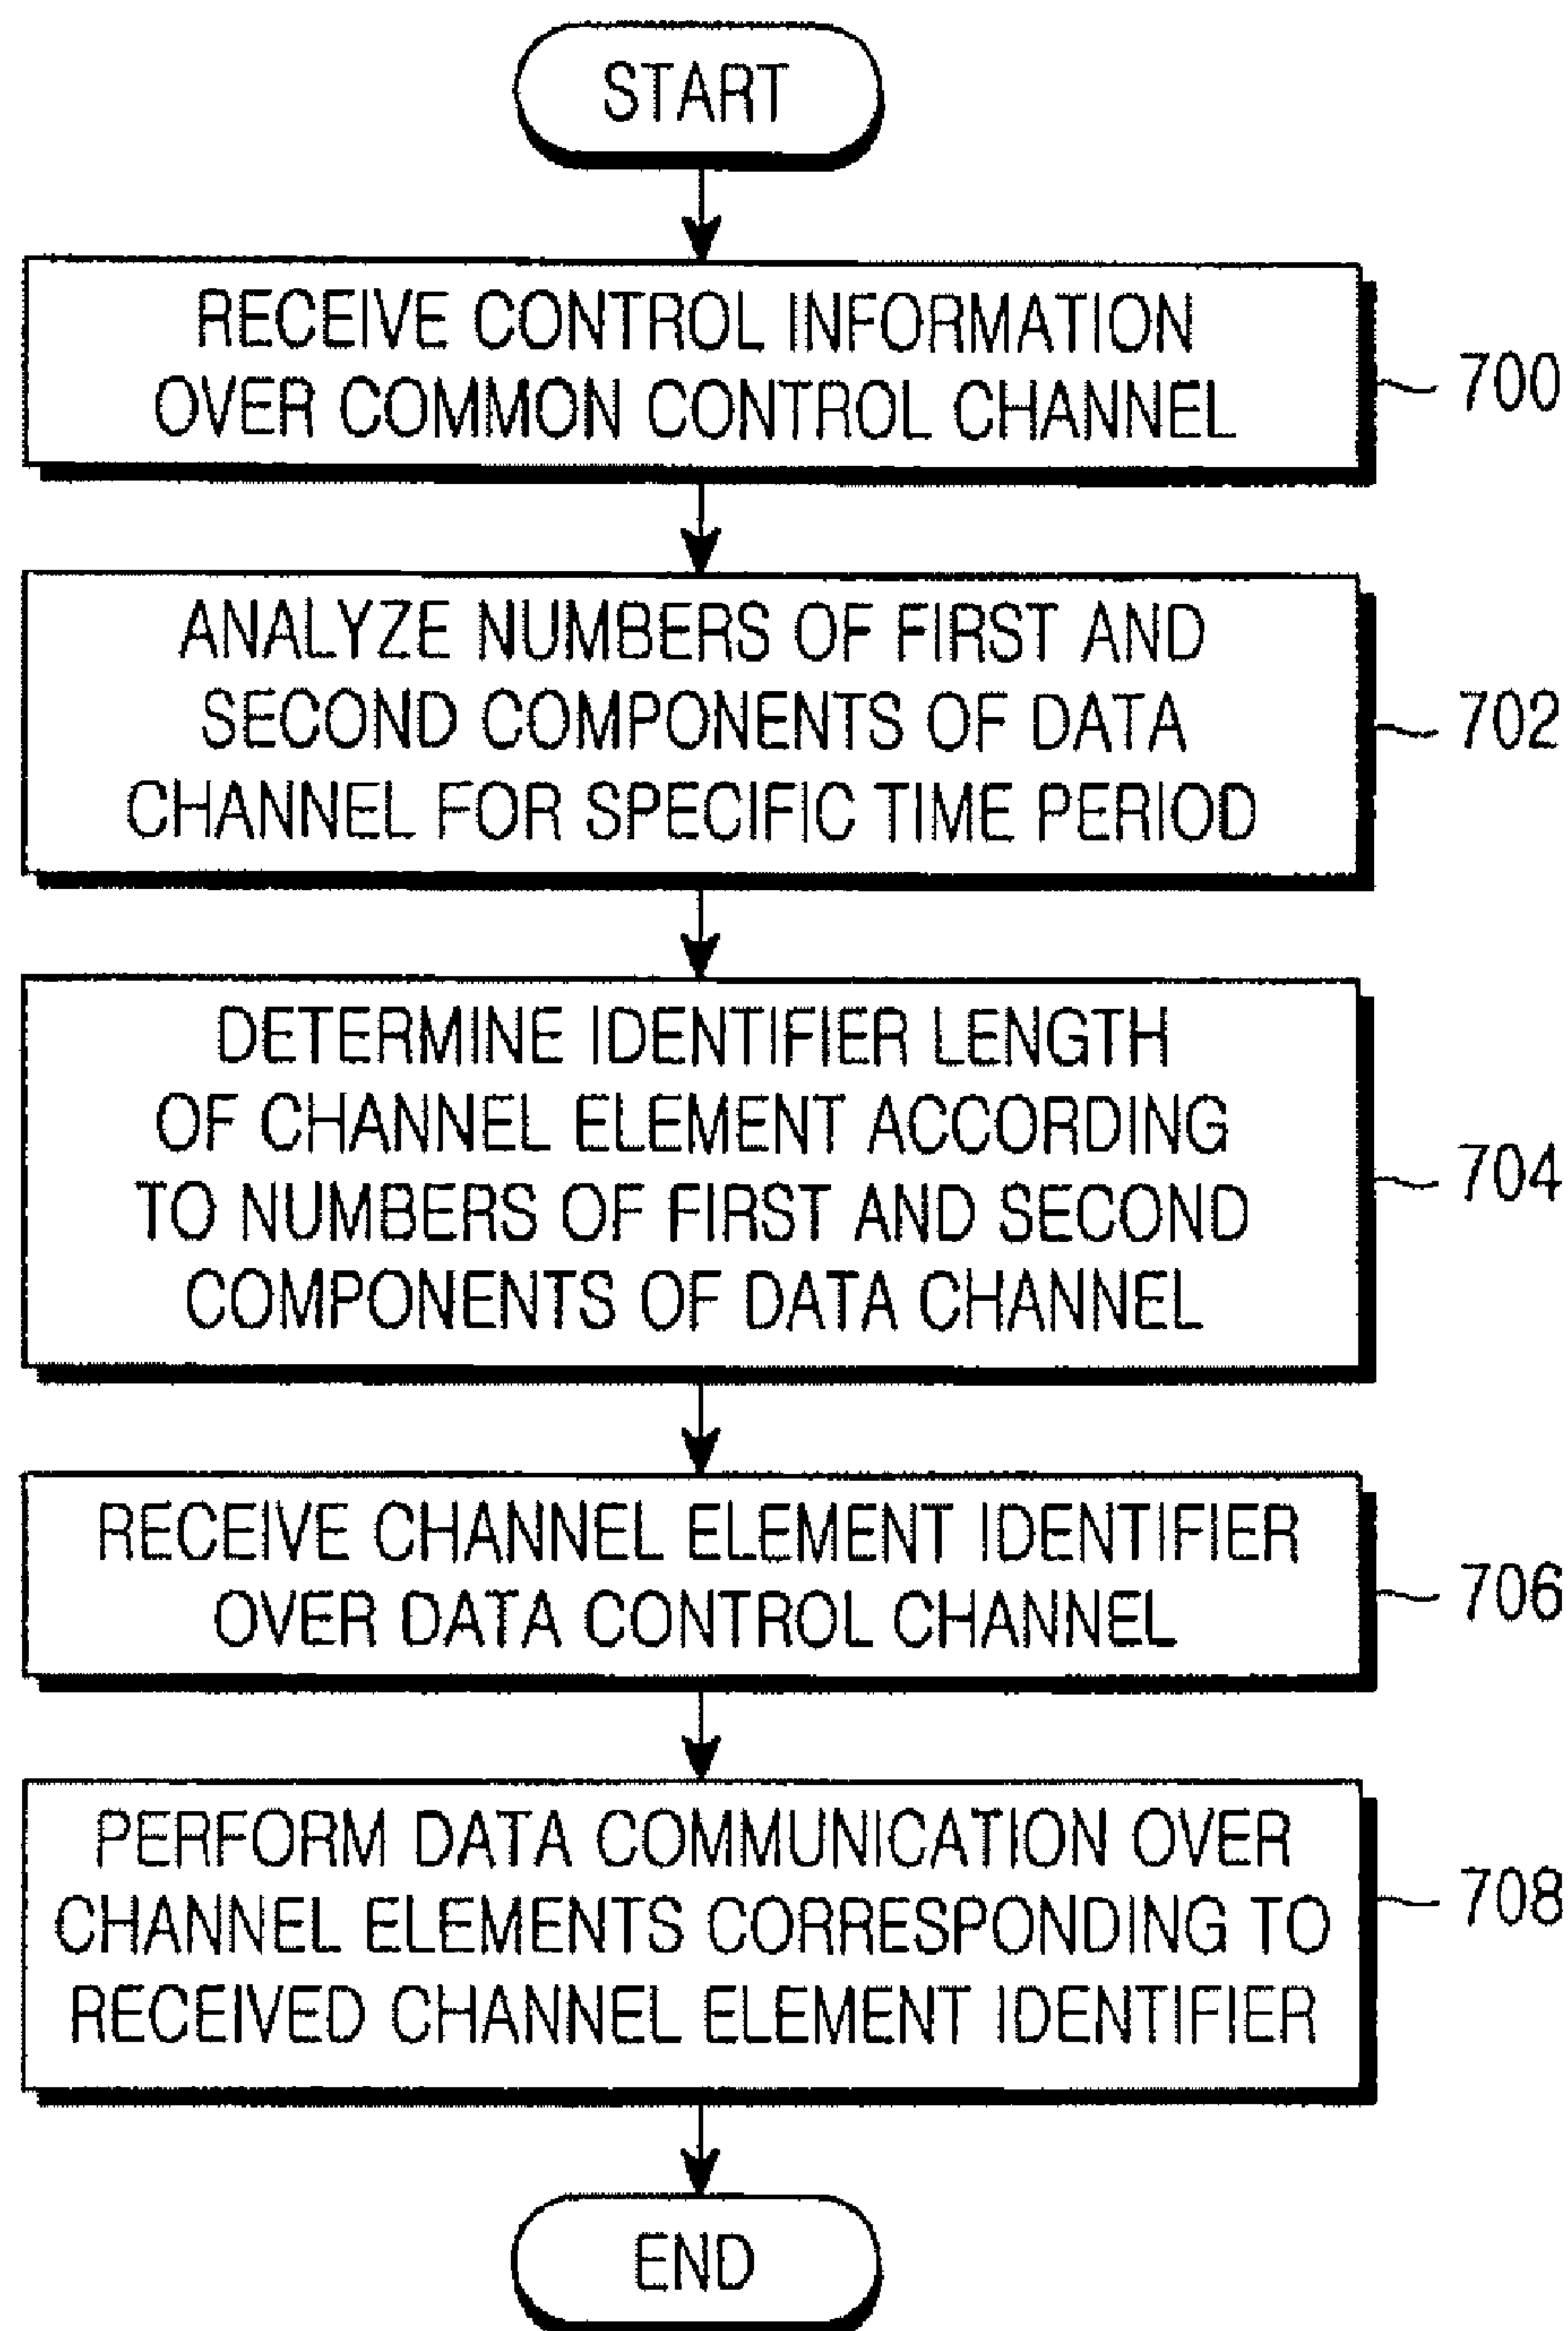 START
RECEIVE CONTROL INFORMATION
OVER COMMON CONTROL CHANNEL
700
ANALYZE NUMBERS OF FIRST AND
SECOND COMPONENTS OF DATA
CHANNEL FOR SPECIFIC TIME PERIOD
702
DETERMINE IDENTIFIER LENGTH
OF CHANNEL ELEMENT ACCORDING
TO NUMBERS OF FIRST AND SECOND
COMPONENTS OF DATA CHANNEL
704
RECEIVE CHANNEL ELEMENT IDENTIFIER
OVER DATA CONTROL CHANNEL
706
PERFORM DATA COMMUNICATION OVER
CHANNEL ELEMENTS CORRESPONDING TO
RECEIVED CHANNEL ELEMENT IDENTIFIER
708
END